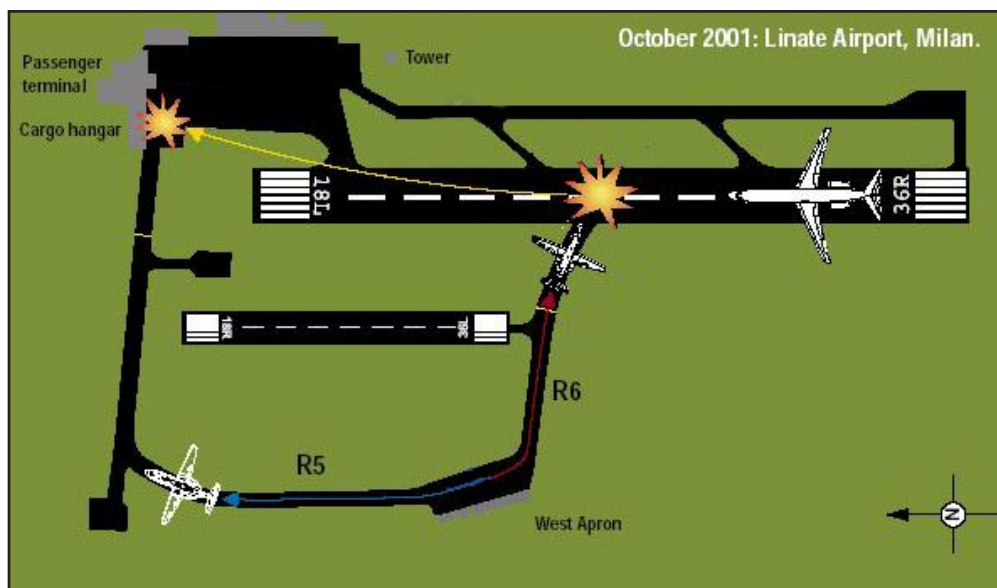 October 2001: Linate Airport, Milan.
Passenger
terminal
Tower
Cargo hangar
18L
36R
18R
36L
R6
R5
West Apron
N